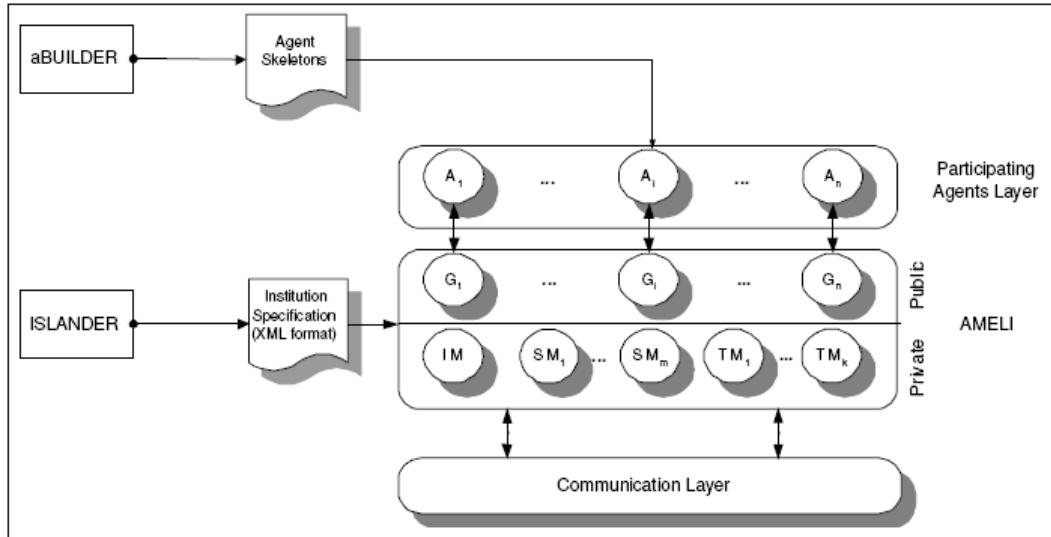 aBUILDER
Agent
Skeletons
A1 ... Ai ... An
Participating
Agents Layer
G1 ... Gi ... Gn
Public
ISLANDER
Institution
Specification
(XML format)
AMELI
IM SM1 ... SMm TM1 ... TMk
Private
Communication Layer